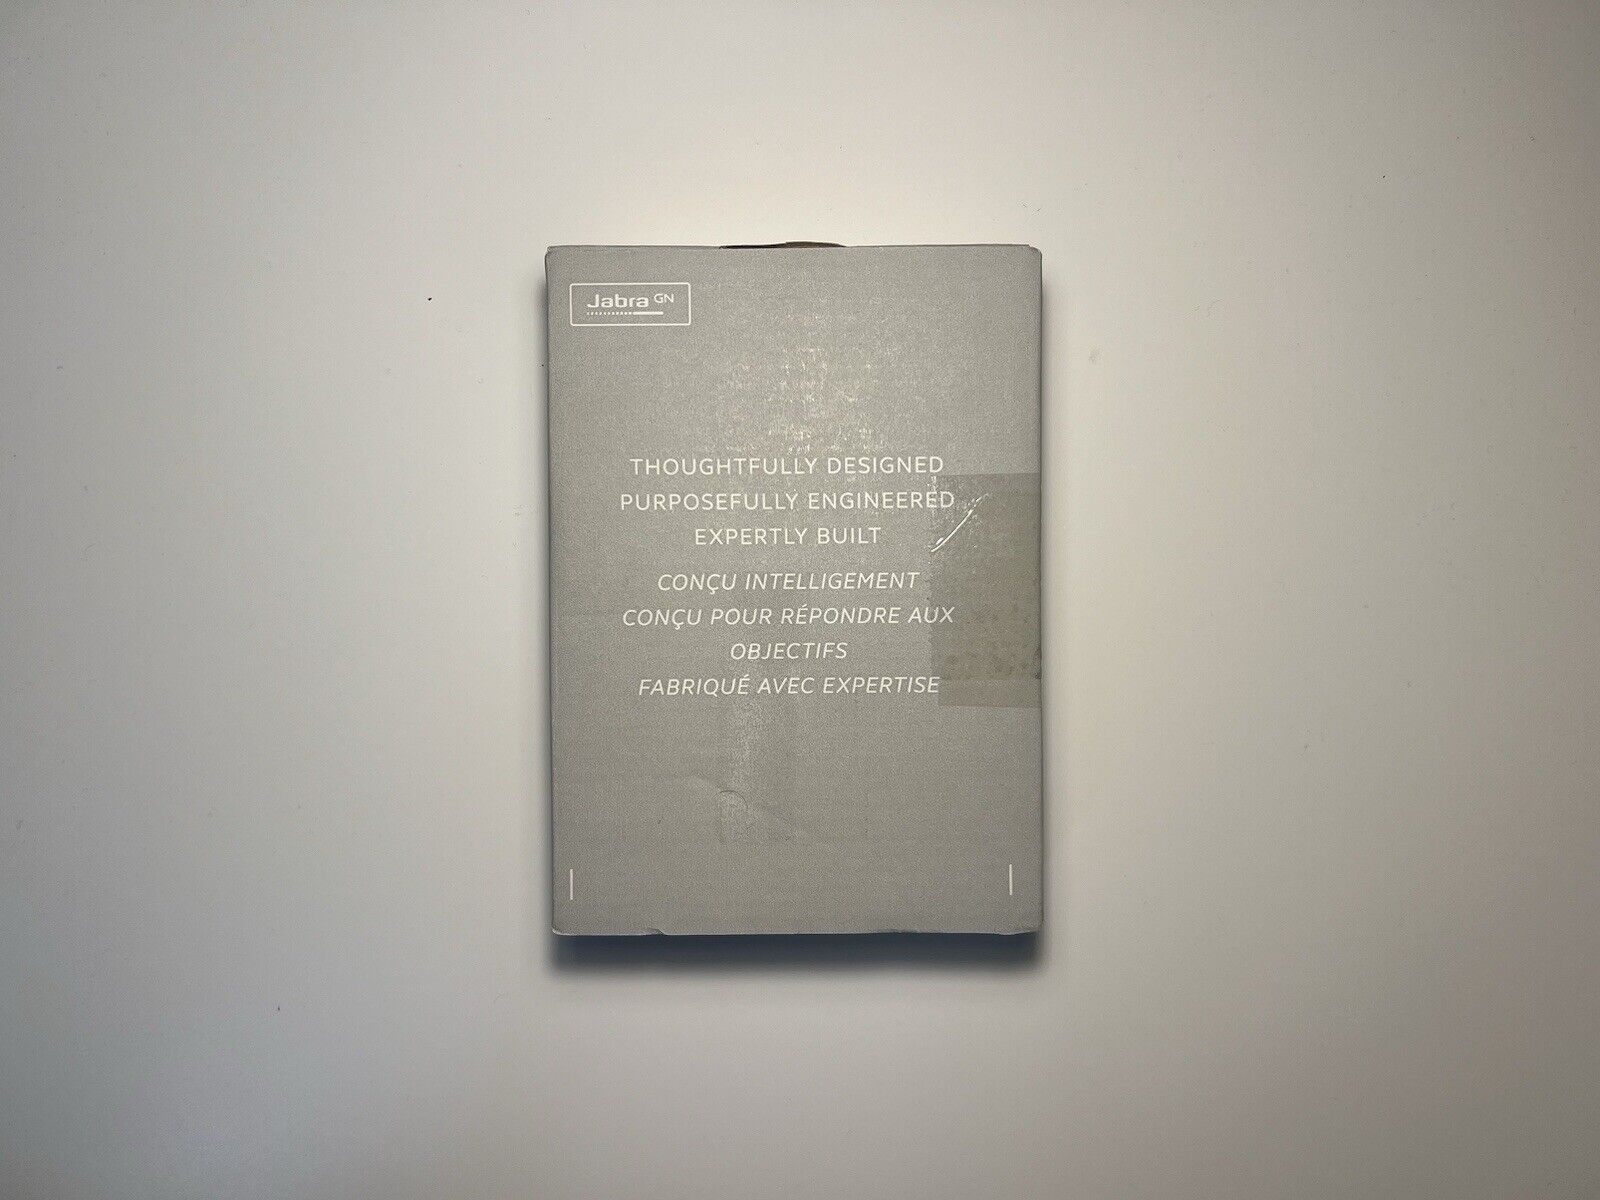 Jabra GN
THOUGHTFULLY DESIGNED
PURPOSEFULLY ENGINEERED
EXPERTLY BUILT
CONÇU INTELLIGEMENT
CONÇU POUR RÉPONDRE AUX
OBJECTIFS
FABRIQUÉ AVEC EXPERTISE